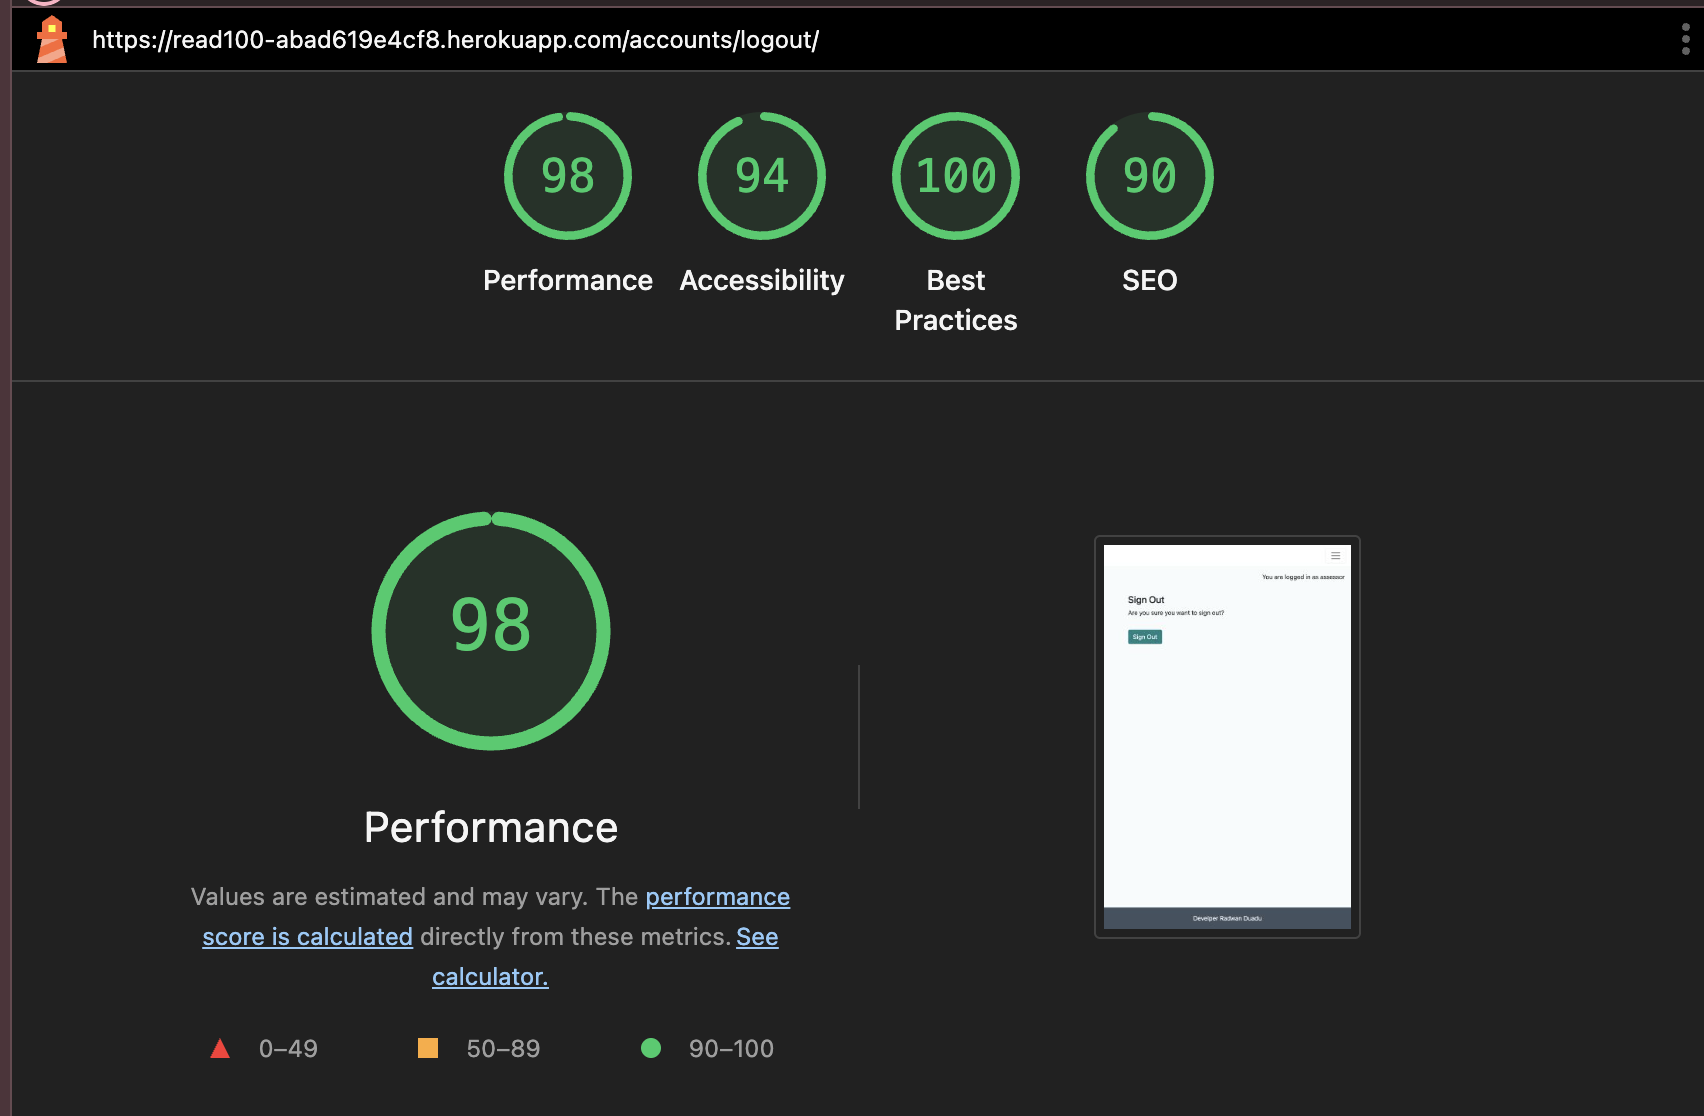 https://read100-abad619e4cf8.herokuapp.com/accounts/logout/
98
94
100
90
Performance
Accessibility
Best
Practices
SEO
98
Performance
Values are estimated and may vary. The performance
score is calculated directly from these metrics. See
calculator.
0–49
50–89
90–100
You are logged in as assessor
Sign Out
Are you sure you want to sign out?
Sign Out
Develper Radwan Duadu